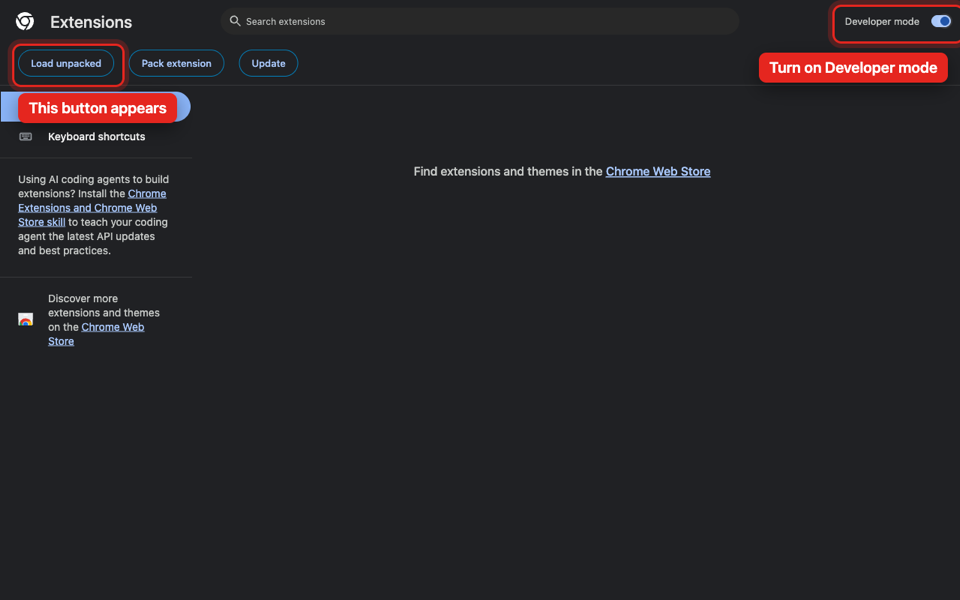 Extensions
Search extensions
Developer mode
Load unpacked
Pack extension
Update
Turn on Developer mode
This button appears
Keyboard shortcuts
Find extensions and themes in the Chrome Web Store
Using AI coding agents to build
extensions? Install the Chrome
Extensions and Chrome Web
Store skill to teach your coding
agent the latest API updates
and best practices.
Discover more
extensions and themes
on the Chrome Web
Store